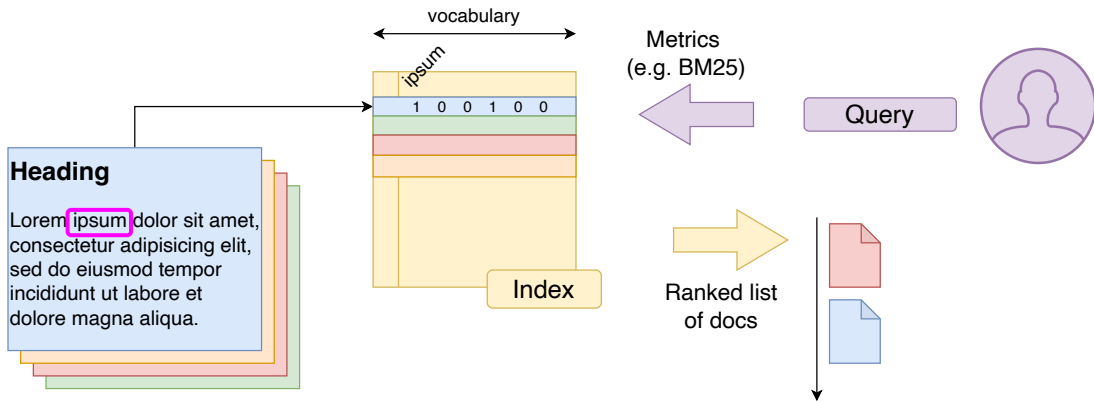 vocabulary
ipsum
Metrics
(e.g. BM25)
1 0 0 1 0 0
Query
Heading
Lorem ipsum dolor sit amet,
consectetur adipisicing elit,
sed do eiusmod tempor
incididunt ut labore et
dolore magna aliqua.
Index
Ranked list
of docs